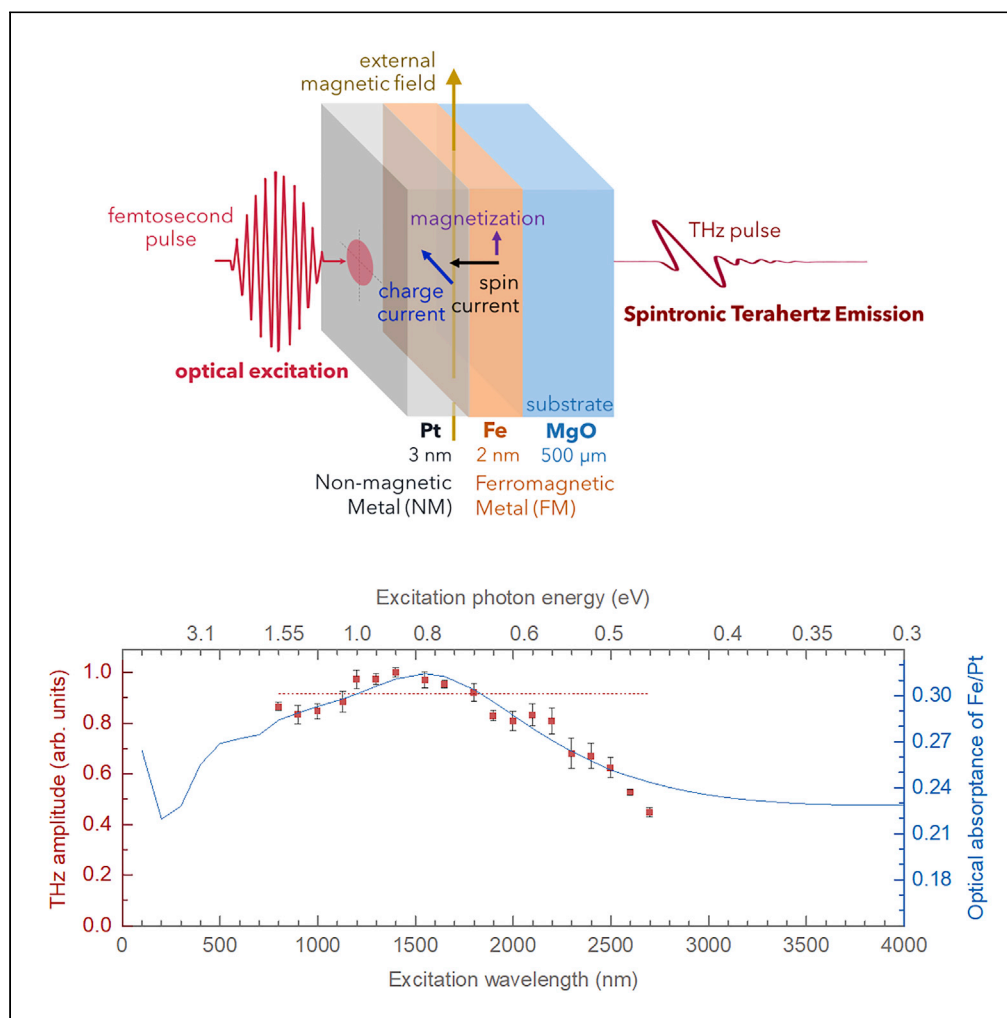 external
magnetic field
femtosecond
pulse
magnetization
THz pulse
charge
current
spin
current
Spintronic Terahertz Emission
optical excitation
substrate
Pt Fe MgO
3 nm 2 nm 500 μm
Non-magnetic Ferromagnetic
Metal (NM) Metal (FM)
Excitation photon energy (eV)
3.1 1.55 1.0 0.8 0.6 0.5 0.4 0.35 0.3
THz amplitude (arb. units)
1.0
0.8
0.6
0.4
0.2
0.0
0.30
0.27
0.24
0.21
0.18
Optical absorptance of Fe/Pt
0 500 1000 1500 2000 2500 3000 3500 4000
Excitation wavelength (nm)